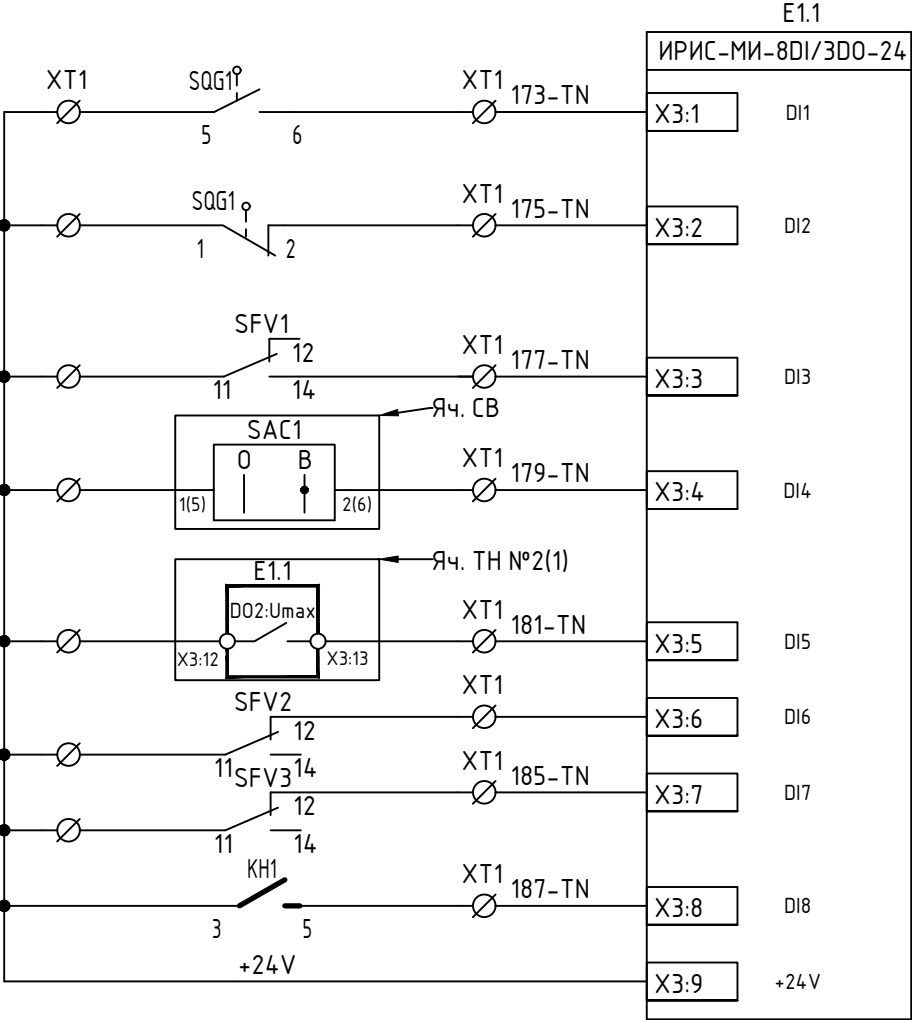 E1.1
ИРИС-МИ-8DI/3DO-24
XT1 SQG1 XT1 173-TN
X3:1 DI1
5 6
SQG1 XT1 175-TN
X3:2 DI2
1 2
SFV1 XT1 177-TN
12
X3:3 DI3
11 14
Яч. СВ
SAC1
О В XT1 179-TN
1(5) 2(6) X3:4 DI4
Яч. ТН №2(1)
E1.1
DO2:Umax XT1 181-TN
X3:12 X3:13 X3:5 DI5
SFV2 XT1
12 X3:6 DI6
11 14
SFV3 XT1 185-TN
12 X3:7 DI7
11 14
KH1 XT1 187-TN
X3:8 DI8
3 5
+24V
X3:9 +24V